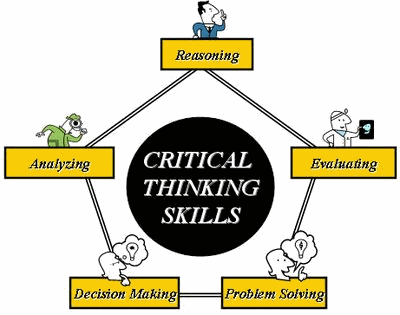 Reasoning
Analyzing
Evaluating
CRITICAL
THINKING
SKILLS
Decision Making
Problem Solving